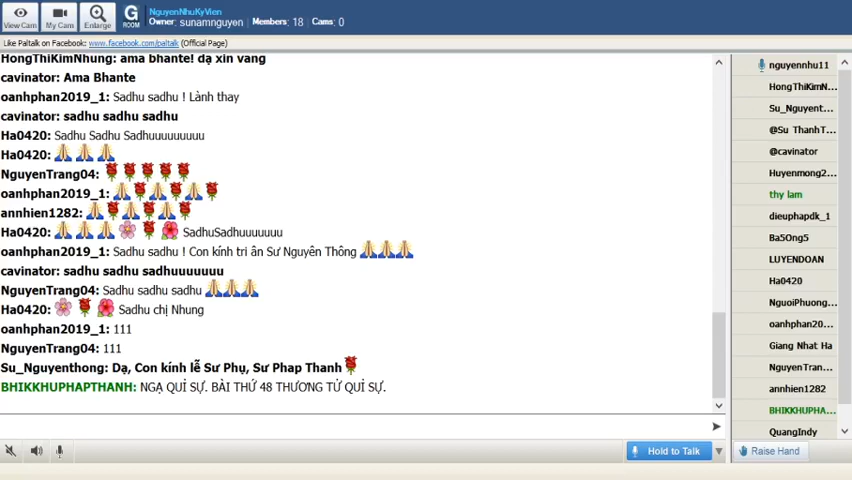 View Cam
My Cam
Enlarge
G
ROOM
NguyenNhuKyVien
Owner: sunamnguyen , Members: 18 , Cams: 0
Like Paltalk on Facebook: www.facebook.com/paltalk (Official Page)
HongThiKimNhung: ama bhante! dạ xin vang
cavinator: Ama Bhante
oanhphan2019_1: Sadhu sadhu ! Lành thay
cavinator: sadhu sadhu sadhu
Ha0420: Sadhu Sadhu Sadhuuuuuuuuu
Ha0420:
NguyenTrang04:
oanhphan2019_1:
annhien1282:
Ha0420: SadhuSadhuuuuuuu
oanhphan2019_1: Sadhu sadhu ! Con kính tri ân Sư Nguyên Thông
cavinator: sadhu sadhu sadhuuuuuuu
NguyenTrang04: Sadhu sadhu sadhu
Ha0420: Sadhu chị Nhung
oanhphan2019_1: 111
NguyenTrang04: 111
Su_Nguyenthong: Dạ, Con kính lễ Sư Phụ, Sư Phap Thanh
BHIKKHUPHAPTHANH: NGẠ QUỈ SỰ. BÀI THỨ 48 THƯƠNG TỬ QUỈ SỰ.
Hold to Talk
nguyennhu11
HongThiKimN...
Su_Nguyent...
@Su ThanhT...
@cavinator
Huyenmong2...
thy lam
dieuphapdk_1
Ba5Ong5
LUYENDOAN
Ha0420
NguoiPhuong...
oanhphan20...
Giang Nhat Ha
NguyenTran...
annhien1282
BHIKKHUPHA...
QuangIndy
Raise Hand